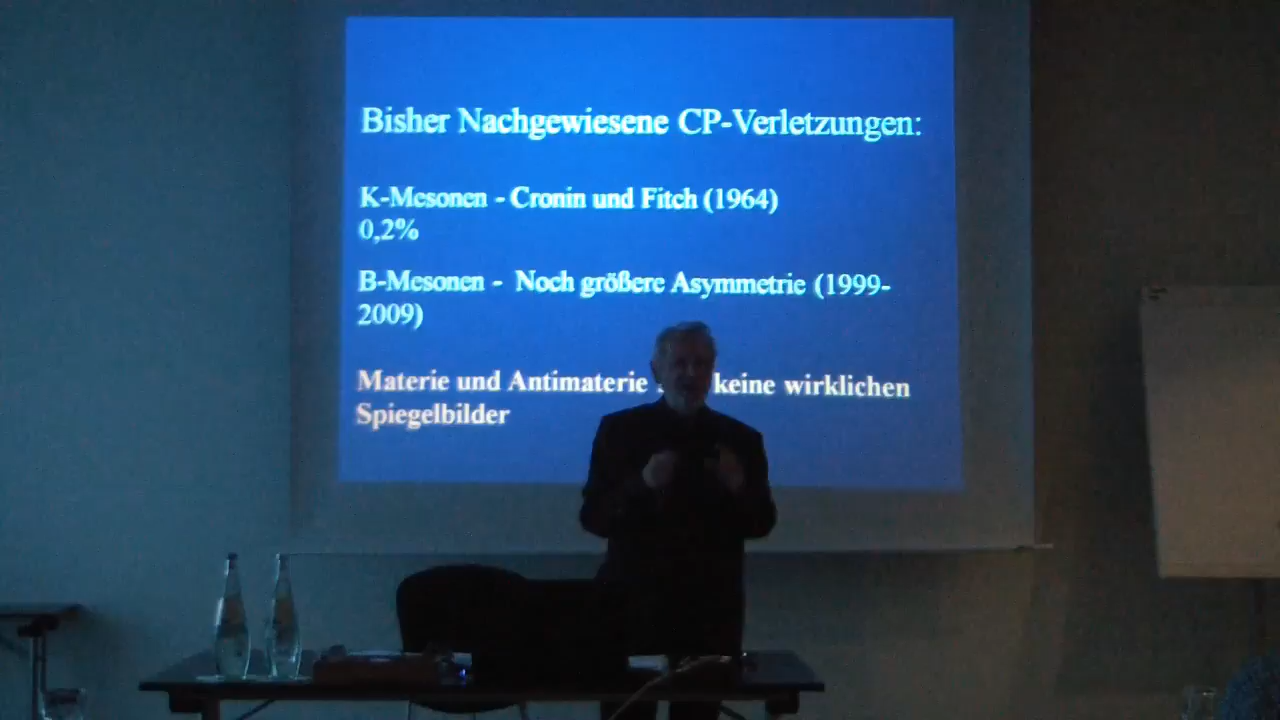 Bisher Nachgewiesene CP-Verletzungen:
K-Mesonen - Cronin und Fitch (1964)
0,2%
B-Mesonen - Noch größere Asymmetrie (1999-
2009)
Materie und Antimaterie keine wirklichen
Spiegelbilder